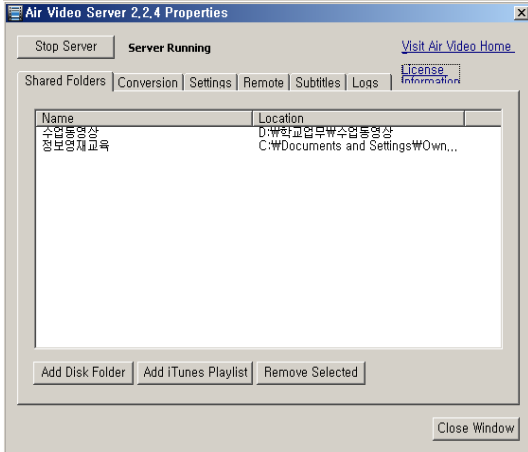 Air Video Server 2,2,4 Properties
Stop Server
Server Running
Visit Air Video Home
License Information
Shared Folders
Conversion
Settings
Remote
Subtitles
Logs
Name
Location
수업동영상
D:₩학교업무₩수업동영상
정보영재교육
C:₩Documents and Settings₩Own,,,
Add Disk Folder
Add iTunes Playlist
Remove Selected
Close Window